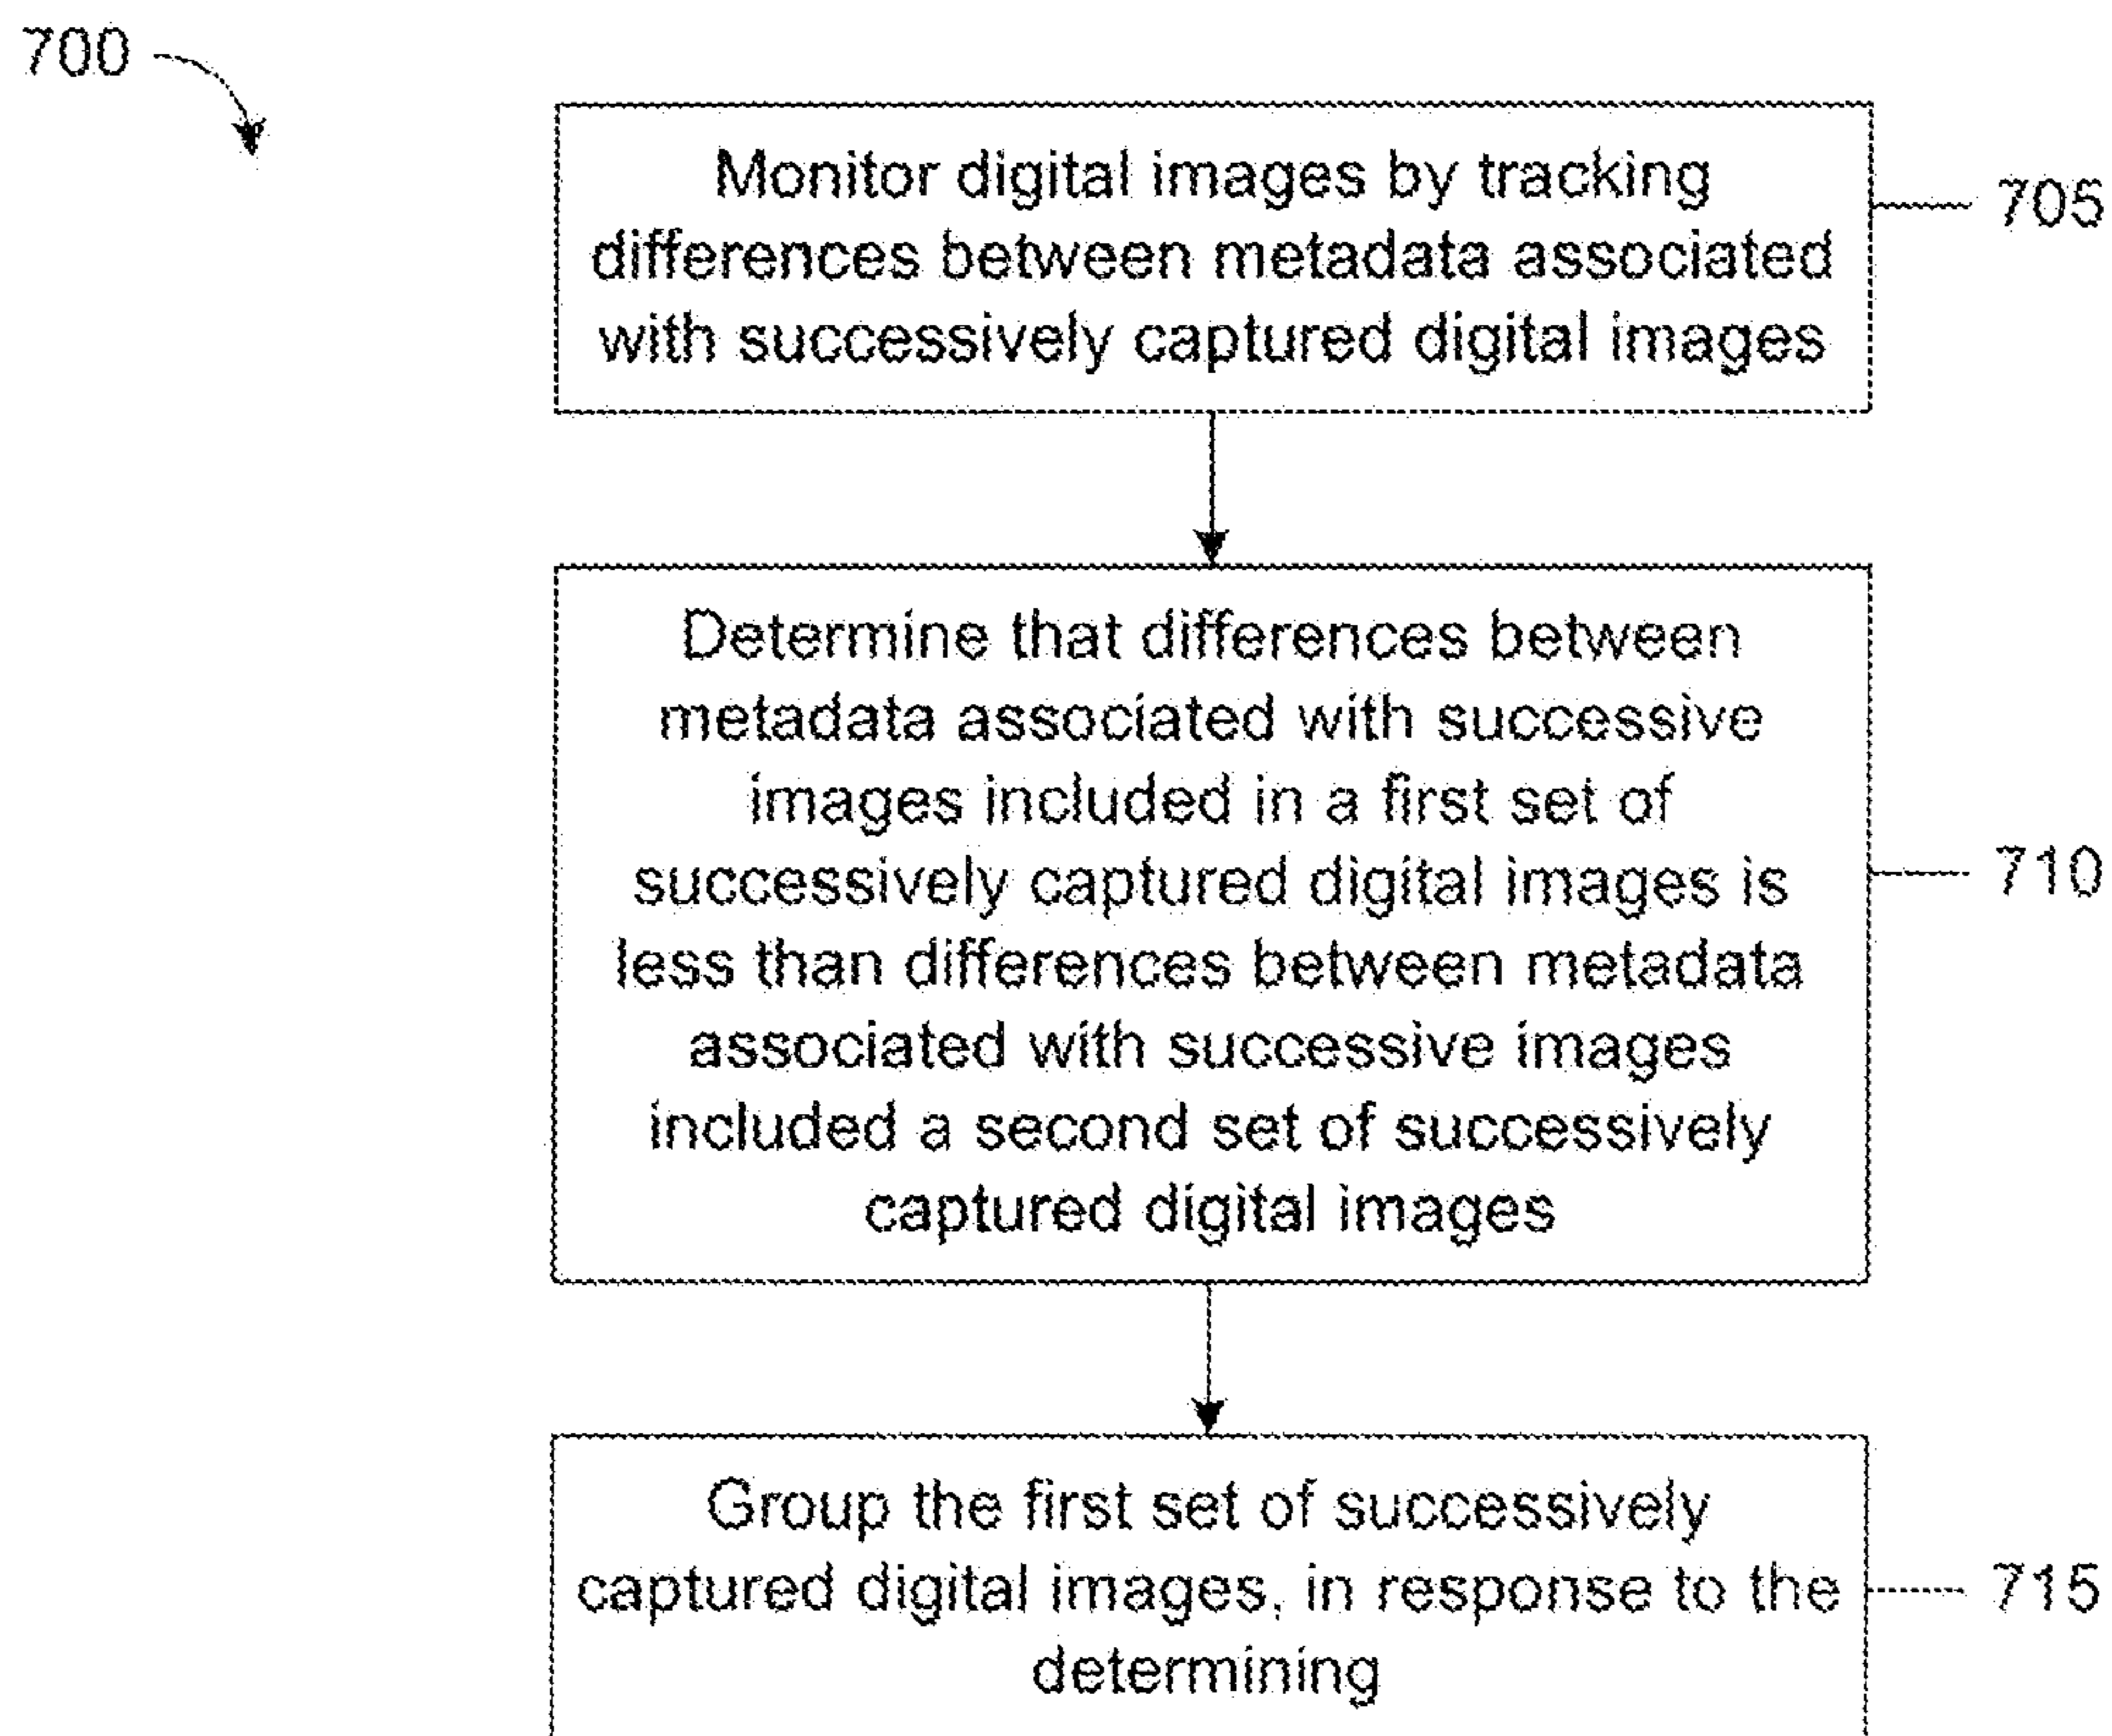 700
Monitor digital images by tracking
differences between metadata associated
with successively captured digital images
705
Determine that differences between
metadata associated with successive
images included in a first set of
successively captured digital images is
less than differences between metadata
associated with successive images
included a second set of successively
captured digital images
710
Group the first set of successively
captured digital images, in response to the
determining
715